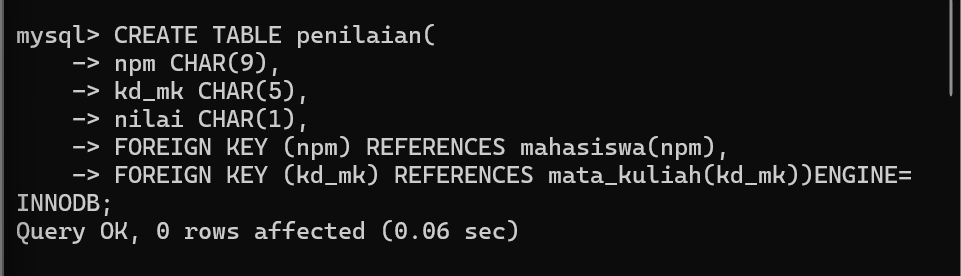 mysql> CREATE TABLE penilaian(
    -> npm CHAR(9),
    -> kd_mk CHAR(5),
    -> nilai CHAR(1),
    -> FOREIGN KEY (npm) REFERENCES mahasiswa(npm),
    -> FOREIGN KEY (kd_mk) REFERENCES mata_kuliah(kd_mk))ENGINE=
INNODB;
Query OK, 0 rows affected (0.06 sec)